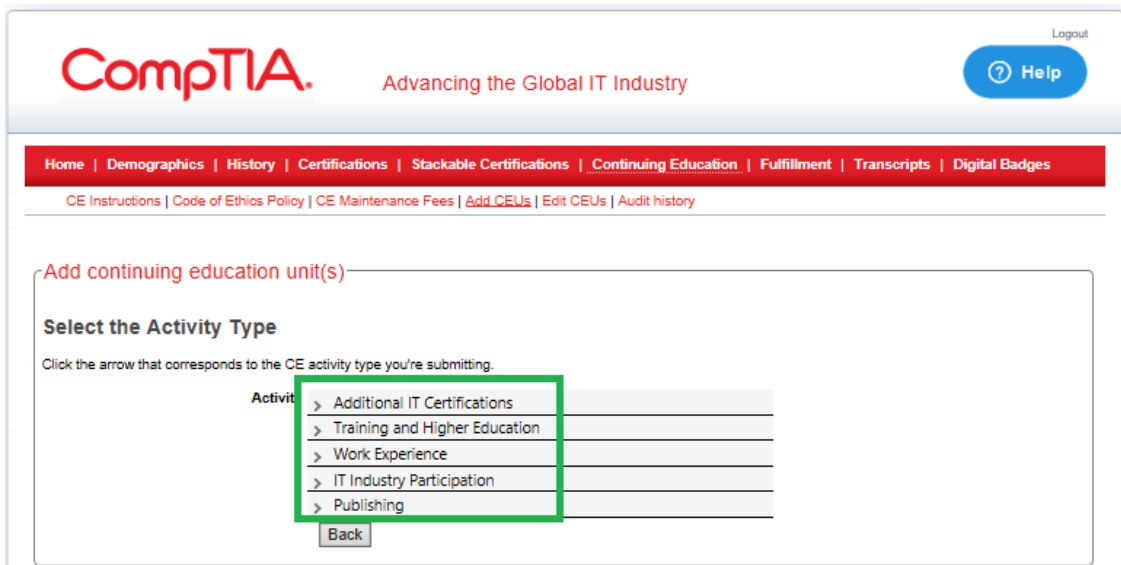 Logout
CompTIA.
Advancing the Global IT Industry
? Help
Home | Demographics | History | Certifications | Stackable Certifications | Continuing Education | Fulfillment | Transcripts | Digital Badges
CE Instructions | Code of Ethics Policy | CE Maintenance Fees | Add CEUs | Edit CEUs | Audit history
Add continuing education unit(s)
Select the Activity Type
Click the arrow that corresponds to the CE activity type you're submitting.
Activit
> Additional IT Certifications
> Training and Higher Education
> Work Experience
> IT Industry Participation
> Publishing
Back